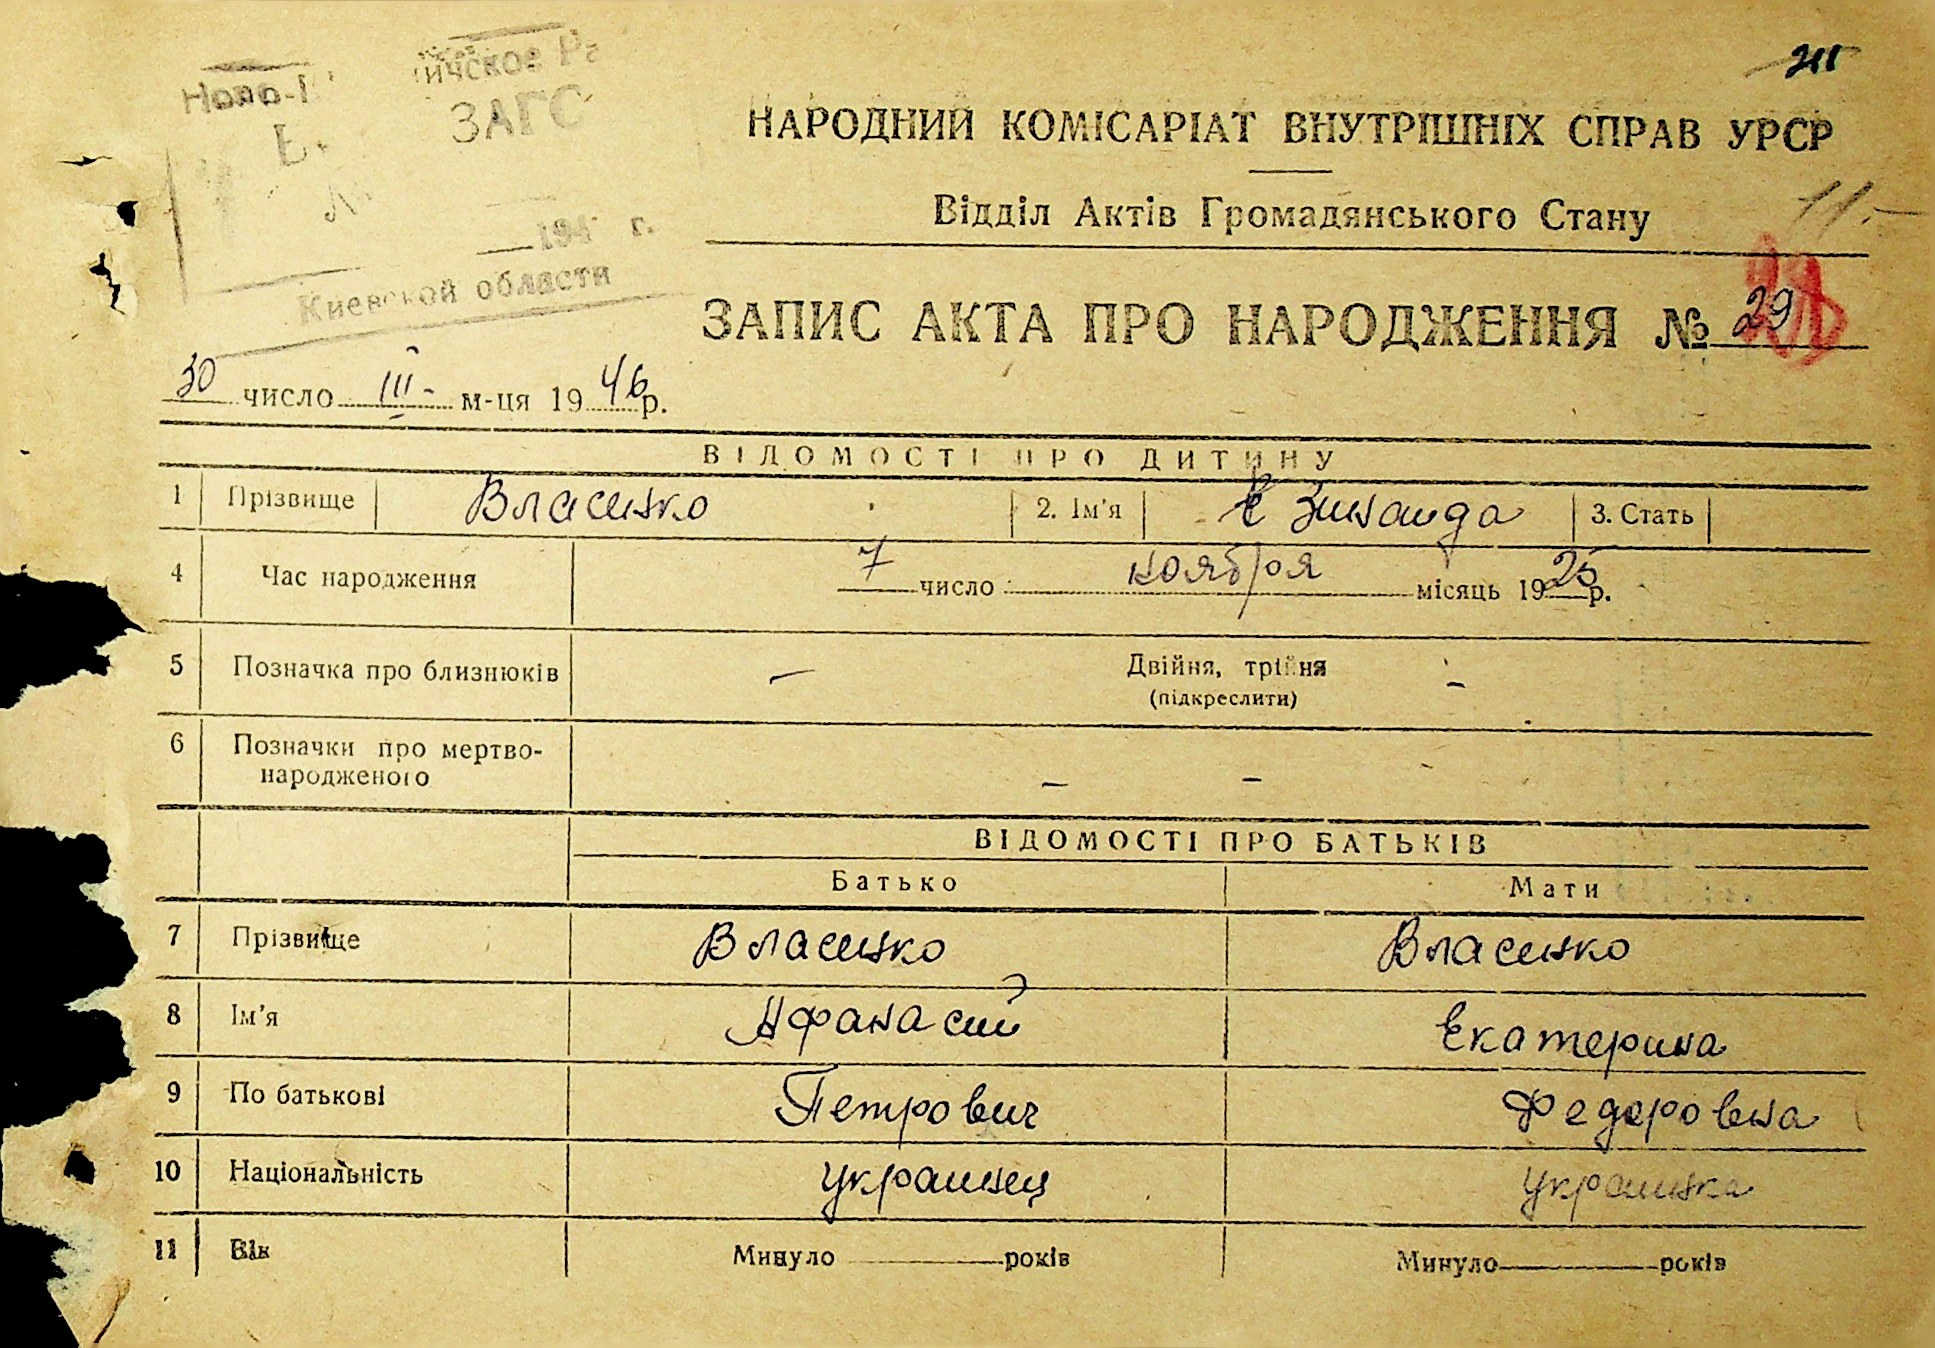 ЗАГС
Киевской области
НАРОДНИЙ КОМІСАРІАТ ВНУТРІШНІХ СПРАВ УРСР
Відділ Актів Громадянського Стану
11.-
ЗАПИС АКТА ПРО НАРОДЖЕННЯ № 29
30 число III - м-ця 1946 р.
ВІДОМОСТІ ПРО ДИТИНУ
1 Прізвище Власенко 2. Ім'я Зинаида 3. Стать
4 Час народження 7 число ноября місяць 1925 р.
5 Позначка про близнюків — Двійня, трійня -
(підкреслити)
6 Позначки про мертво-
народженого — -
ВІДОМОСТІ ПРО БАТЬКІВ
Батько Мати
7 Прізвище Власенко Власенко
8 Ім'я Афанасий Екатерина
9 По батькові Петрович Федоровна
10 Національність украинец украинка
11 Вік Минуло років Минуло років